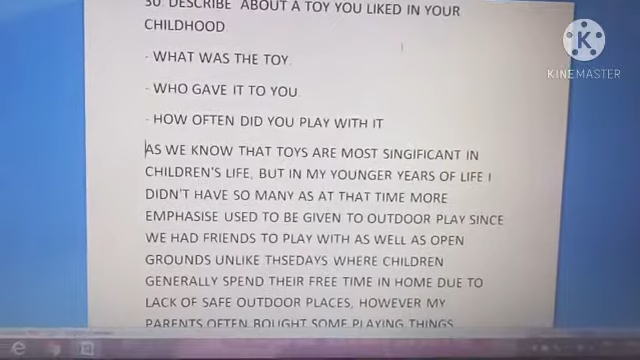 30. DESCRIBE ABOUT A TOY YOU LIKED IN YOUR
CHILDHOOD
- WHAT WAS THE TOY.
- WHO GAVE IT TO YOU
- HOW OFTEN DID YOU PLAY WITH IT
AS WE KNOW THAT TOYS ARE MOST SINGIFICANT IN
CHILDREN'S LIFE, BUT IN MY YOUNGER YEARS OF LIFE I
DIDN'T HAVE SO MANY AS AT THAT TIME MORE
EMPHASISE USED TO BE GIVEN TO OUTDOOR PLAY SINCE
WE HAD FRIENDS TO PLAY WITH AS WELL AS OPEN
GROUNDS UNLIKE THSEDAYS WHERE CHILDREN
GENERALLY SPEND THEIR FREE TIME IN HOME DUE TO
LACK OF SAFE OUTDOOR PLACES, HOWEVER MY
PARENTS OFTEN BOUGHT SOME PLAYING THINGS
K
KINEMASTER